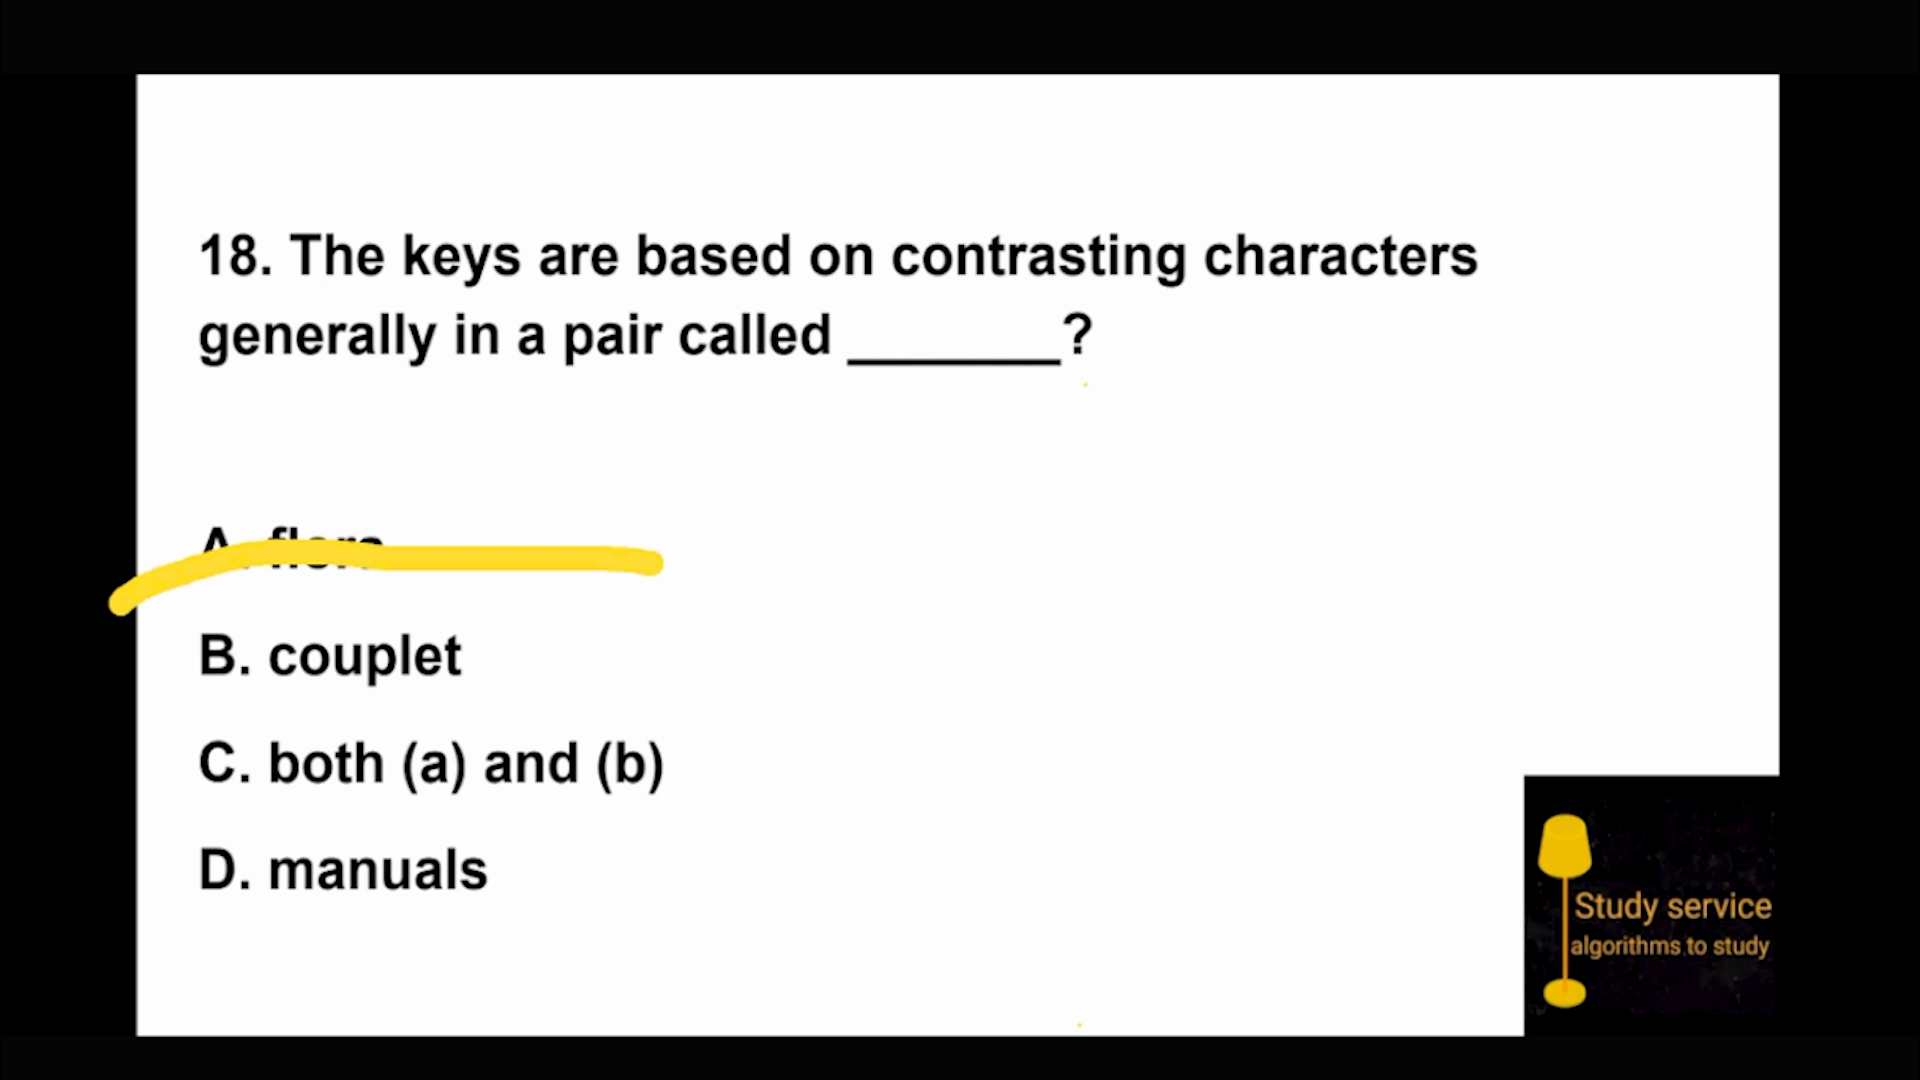 18. The keys are based on contrasting characters
generally in a pair called _______?
A. flora
B. couplet
C. both (a) and (b)
D. manuals
Study service
algorithms to study